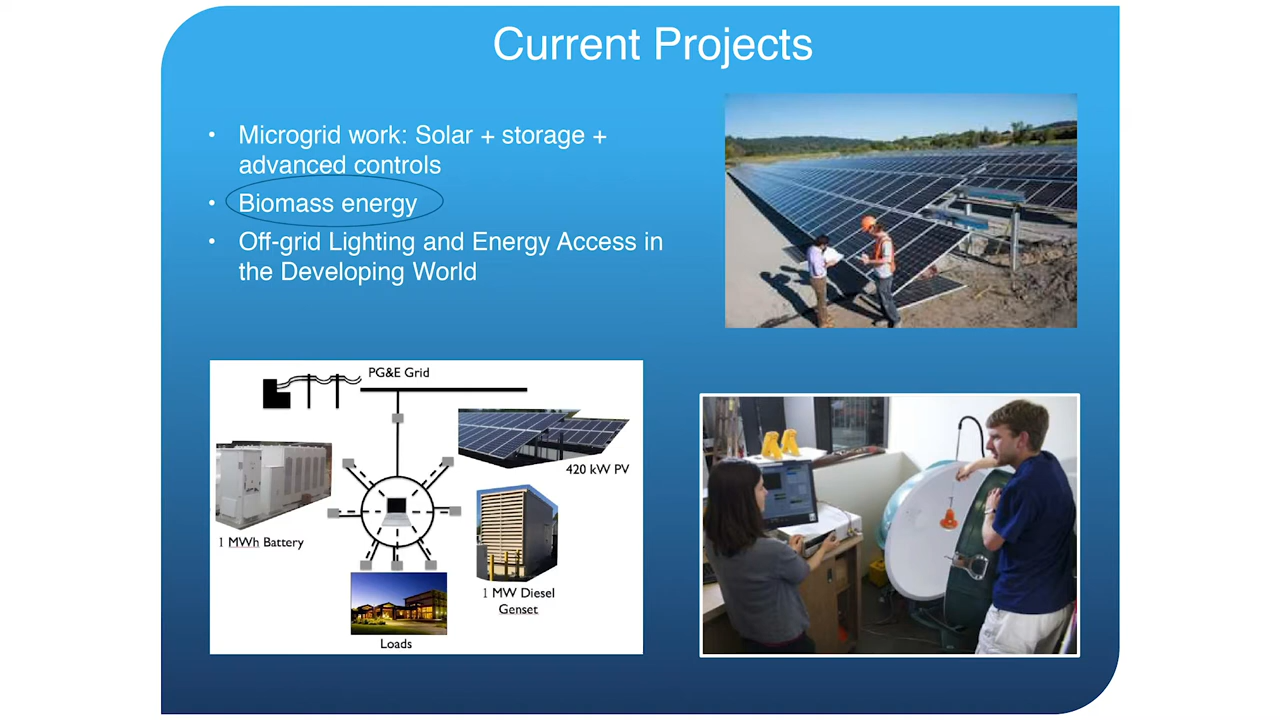 Current Projects
• Microgrid work: Solar + storage +
advanced controls
• Biomass energy
• Off-grid Lighting and Energy Access in
the Developing World
PG&E Grid
420 kW PV
1 MWh Battery
1 MW Diesel
Genset
Loads